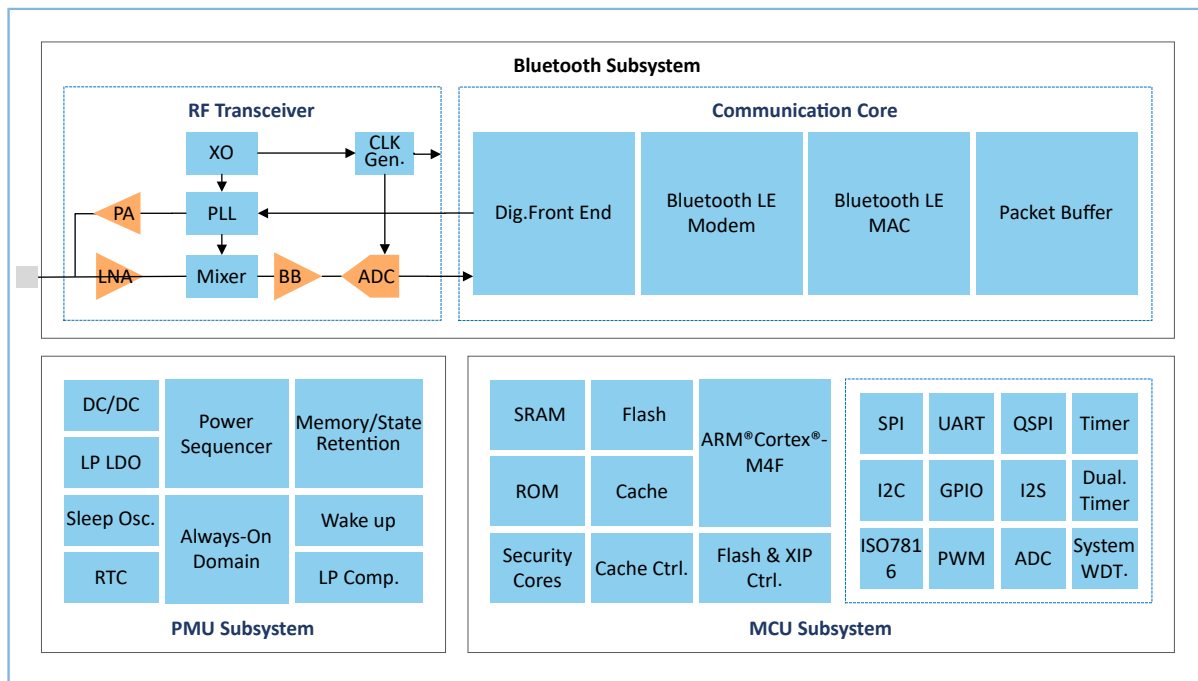 Bluetooth Subsystem
RF Transceiver
XO
CLK
Gen.
PA
PLL
LNA
Mixer
BB
ADC
Communication Core
Dig.Front End
Bluetooth LE
Modem
Bluetooth LE
MAC
Packet Buffer
DC/DC
Power
Sequencer
Memory/State
Retention
LP LDO
Sleep Osc.
Always-On
Domain
Wake up
RTC
LP Comp.
PMU Subsystem
SRAM
Flash
ARM®Cortex®-
M4F
ROM
Cache
Security
Cores
Cache Ctrl.
Flash & XIP
Ctrl.
SPI
UART
QSPI
Timer
I2C
GPIO
I2S
Dual.
Timer
ISO781
6
PWM
ADC
System
WDT.
MCU Subsystem